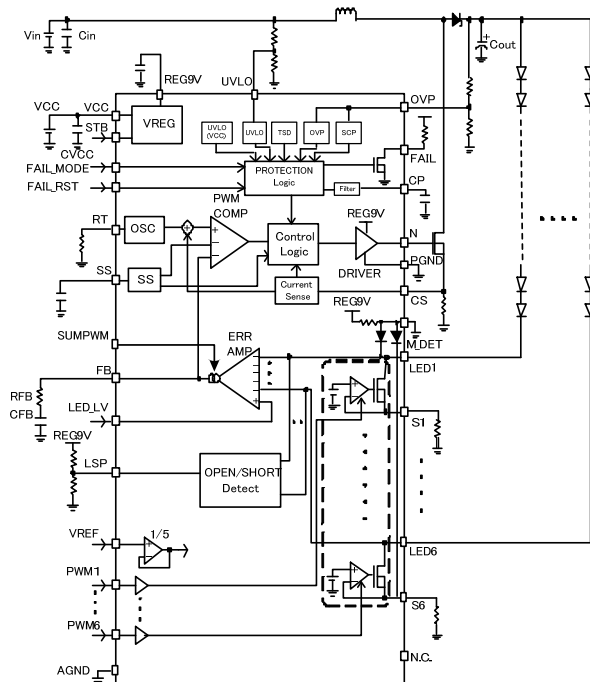 Vin
Cin
Cout
REG9V
UVLO
VCC
VCC
STB
CVCC
VREG
OVP
UVLO
(VCC)
UVLO
TSD
OVP
SCP
FAIL
FAIL_MODE
FAIL_RST
PROTECTION
Logic
Filter
CP
PWM
COMP
RT
OSC
+
−
−
Control
Logic
REG9V
DRIVER
N
PGND
SS
SS
Current
Sense
CS
REG9V
M_DET
SUMPWM
ERR
AMP
LED1
FB
RFB
CFB
LED_LV
S1
REG9V
LSP
OPEN/SHORT
Detect
VREF
1/5
LED6
PWM1
PWM6
S6
AGND
N.C.